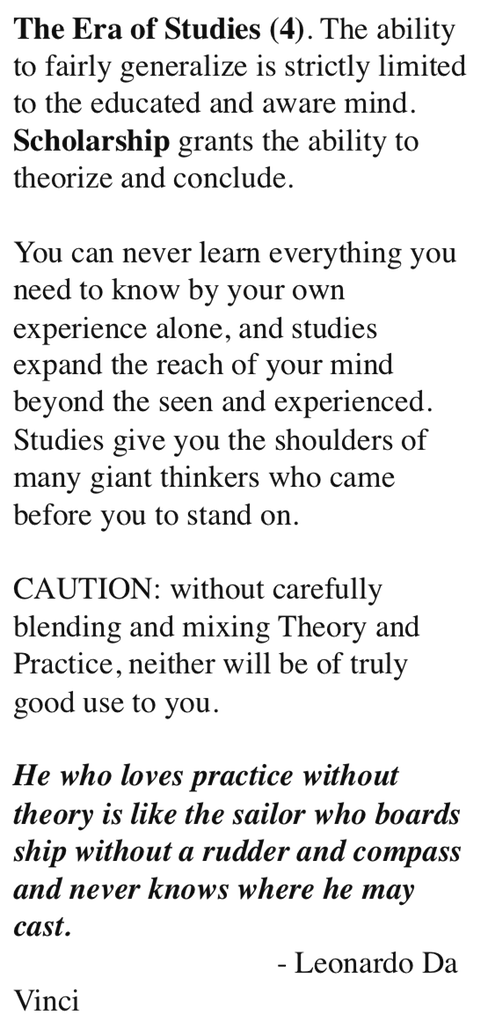 The Era of Studies (4). The ability
to fairly generalize is strictly limited
to the educated and aware mind.
Scholarship grants the ability to
theorize and conclude.
You can never learn everything you
need to know by your own
experience alone, and studies
expand the reach of your mind
beyond the seen and experienced.
Studies give you the shoulders of
many giant thinkers who came
before you to stand on.
CAUTION: without carefully
blending and mixing Theory and
Practice, neither will be of truly
good use to you.
He who loves practice without
theory is like the sailor who boards
ship without a rudder and compass
and never knows where he may
cast.
- Leonardo Da
Vinci